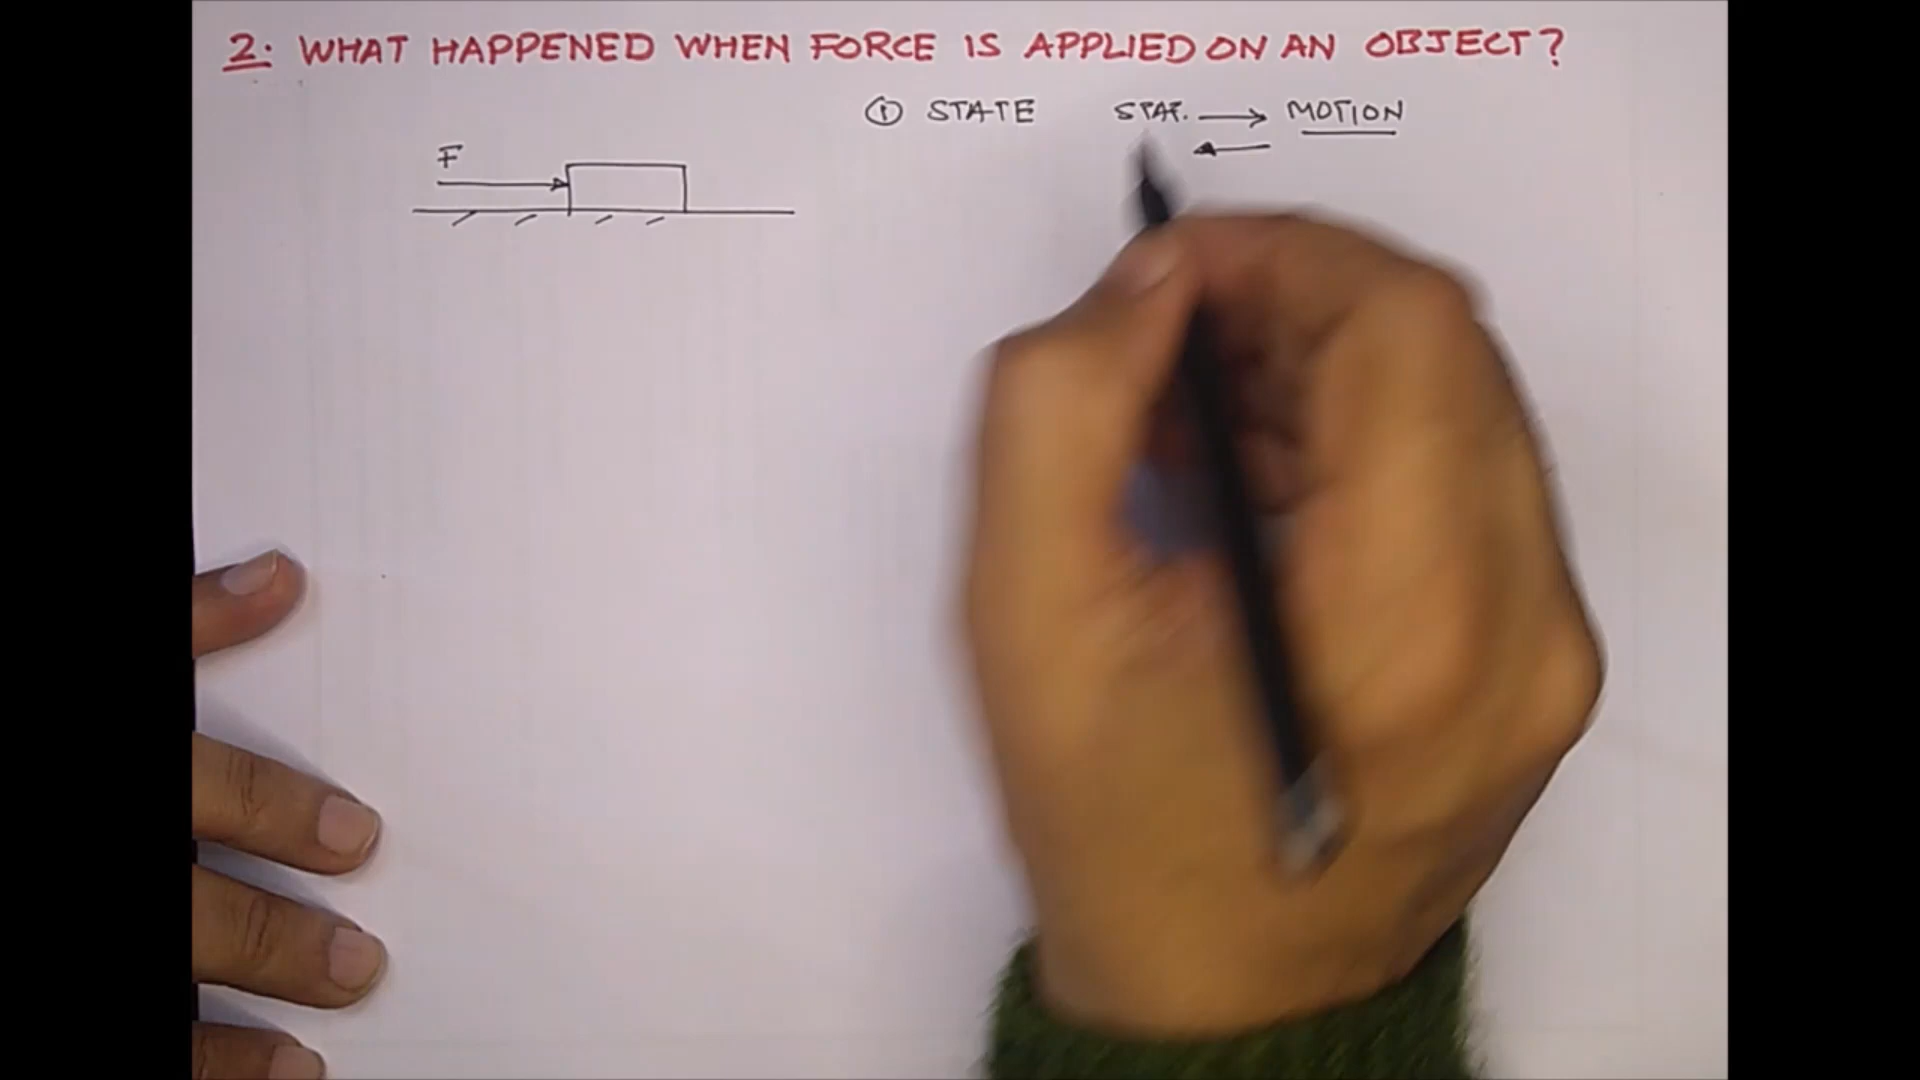 2. WHAT HAPPENED WHEN FORCE IS APPLIED ON AN OBJECT?
① STATE STAT. → MOTION
←
F